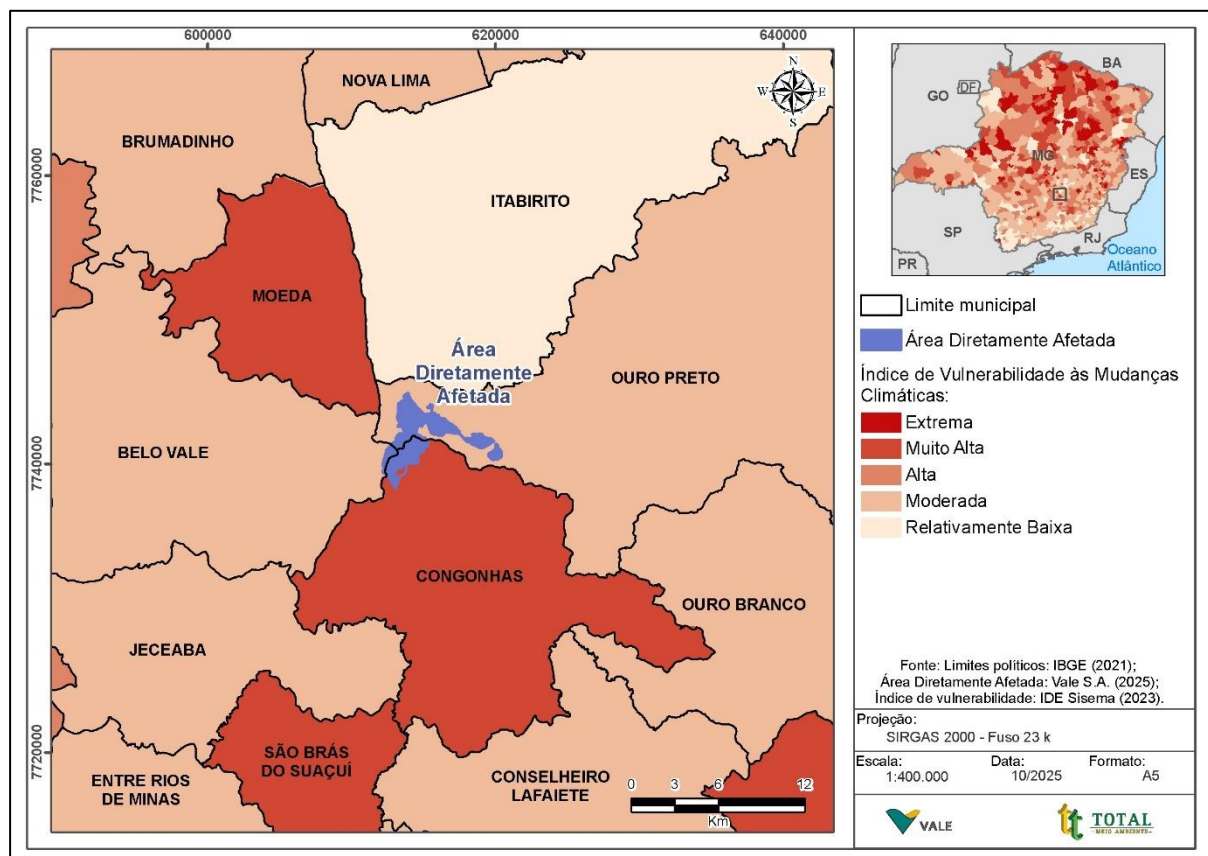 600000
620000
640000
7760000
7740000
7720000
N
W
E
S
NOVA LIMA
BRUMADINHO
ITABIRITO
MOEDA
Área
Diretamente
Afetada
OURO PRETO
BELO VALE
CONGONHAS
OURO BRANCO
JECEABA
SÃO BRÁS
DO SUAÇUÍ
ENTRE RIOS
DE MINAS
CONSELHEIRO
LAFAIETE
0 3 6 12
Km
BA
GO
DF
MG
ES
SP
RJ
PR
Oceano
Atlântico
Limite municipal
Área Diretamente Afetada
Índice de Vulnerabilidade às Mudanças
Climáticas:
Extrema
Muito Alta
Alta
Moderada
Relativamente Baixa
Fonte: Limites políticos: IBGE (2021);
Área Diretamente Afetada: Vale S.A. (2025);
Índice de vulnerabilidade: IDE Sisema (2023).
Projeção:
SIRGAS 2000 - Fuso 23 k
Escala: Data: Formato:
1:400.000 10/2025 A5
VALE
TOTAL
MEIO AMBIENTE